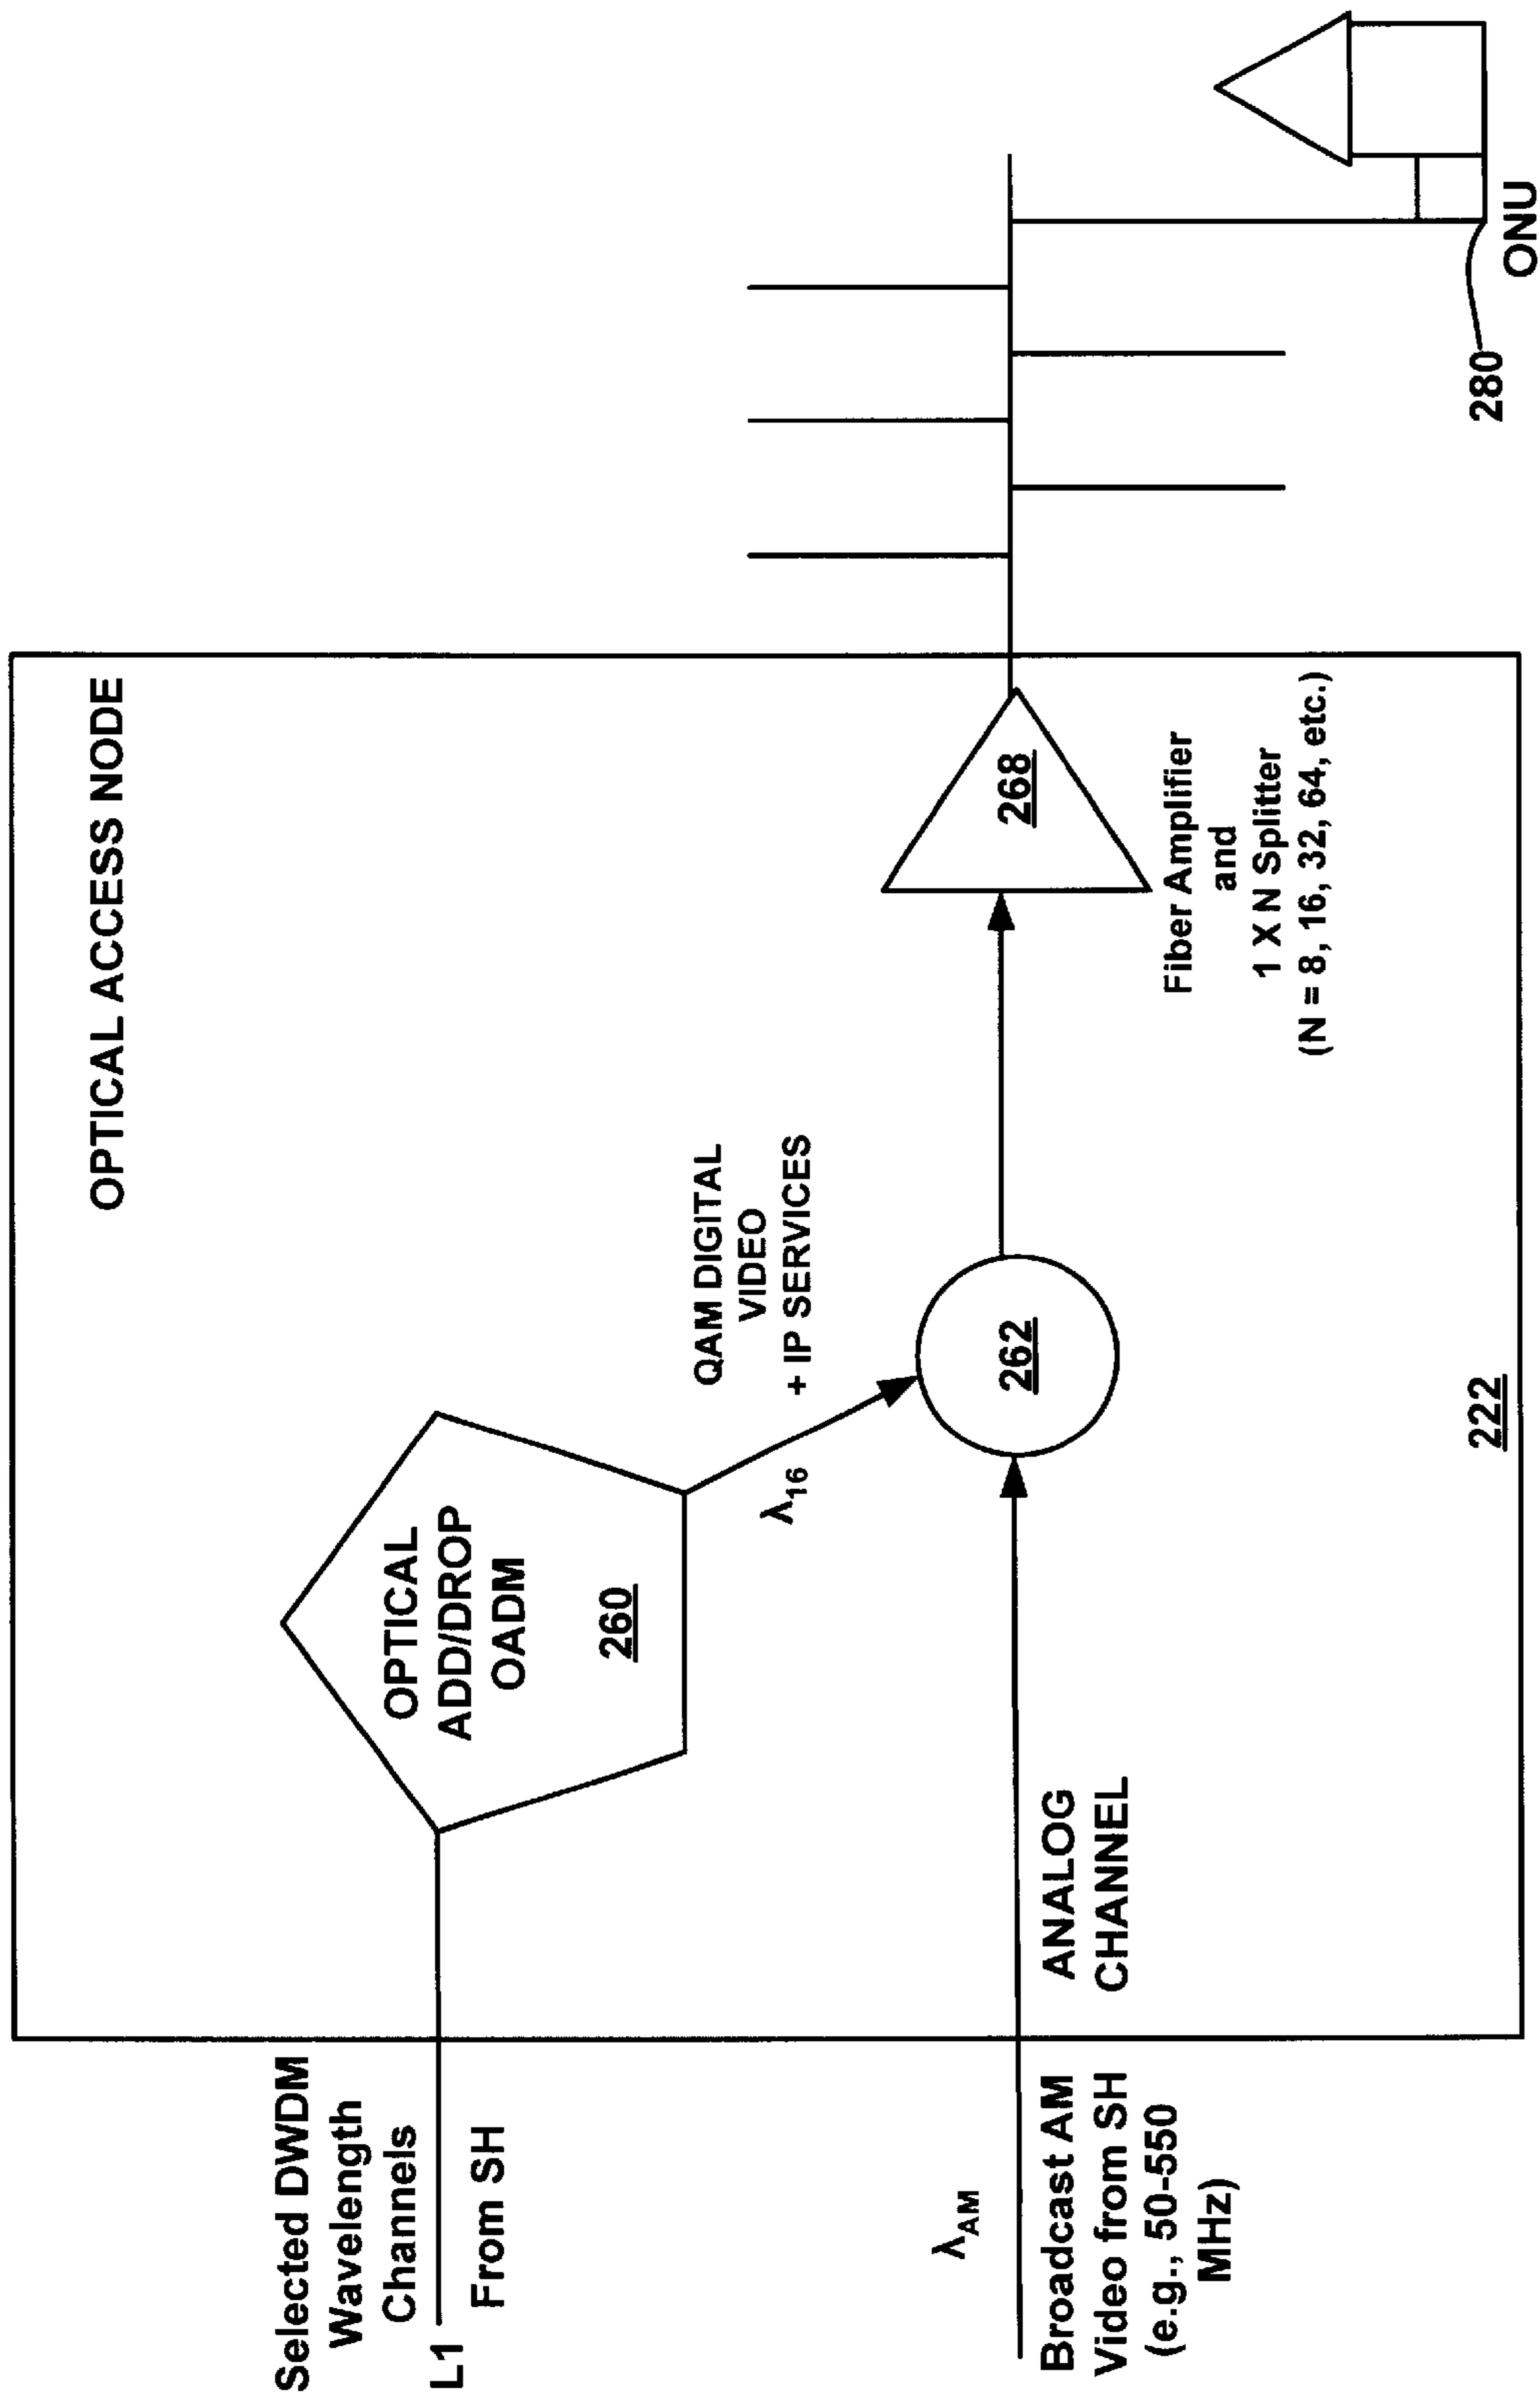 OPTICAL ACCESS NODE
Selected DWDM
Wavelength
Channels
L1
From SH
OPTICAL
ADD/DROP
OADM
260
λ16
QAM DIGITAL
VIDEO
+ IP SERVICES
λAM
Broadcast AM
Video from SH
(e.g., 50-550
MHz)
ANALOG
CHANNEL
262
268
Fiber Amplifier
and
1 X N Splitter
(N = 8, 16, 32, 64, etc.)
222
280
ONU